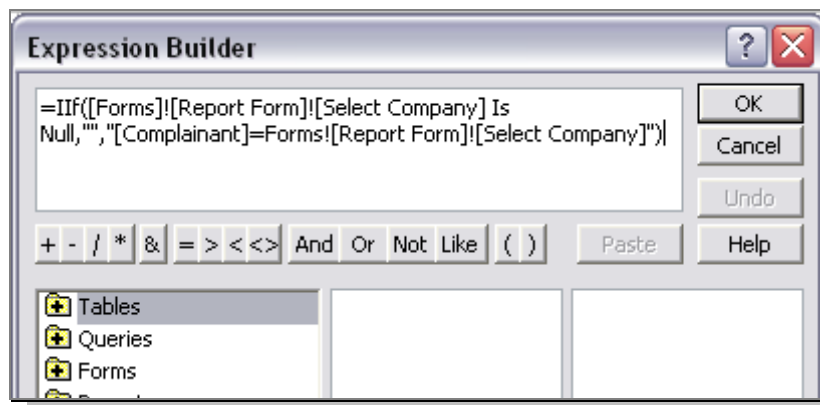 Expression Builder
?
=IIf([Forms]![Report Form]![Select Company] Is
Null,"","[Complainant]=Forms![Report Form]![Select Company]")
OK
Cancel
Undo
+ - / * & = > < <> And Or Not Like ( ) Paste Help
Tables
Queries
Forms